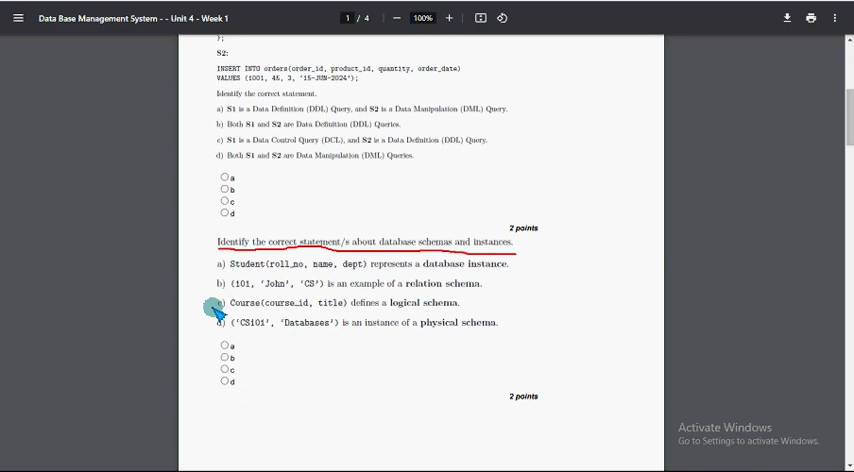 Data Base Management System - - Unit 4 - Week 1
1 / 4
100%
);
S2:
INSERT INTO orders(order_id, product_id, quantity, order_date)
VALUES (1001, 45, 3, '15-JUN-2024');
Identify the correct statement.
a) S1 is a Data Definition (DDL) Query, and S2 is a Data Manipulation (DML) Query.
b) Both S1 and S2 are Data Definition (DDL) Queries.
c) S1 is a Data Control Query (DCL), and S2 is a Data Definition (DDL) Query.
d) Both S1 and S2 are Data Manipulation (DML) Queries.
a
b
c
d
2 points
Identify the correct statement/s about database schemas and instances.
a) Student(roll_no, name, dept) represents a database instance.
b) (101, 'John', 'CS') is an example of a relation schema.
c) Course(course_id, title) defines a logical schema.
d) ('CS101', 'Databases') is an instance of a physical schema.
a
b
c
d
2 points
Activate Windows
Go to Settings to activate Windows.